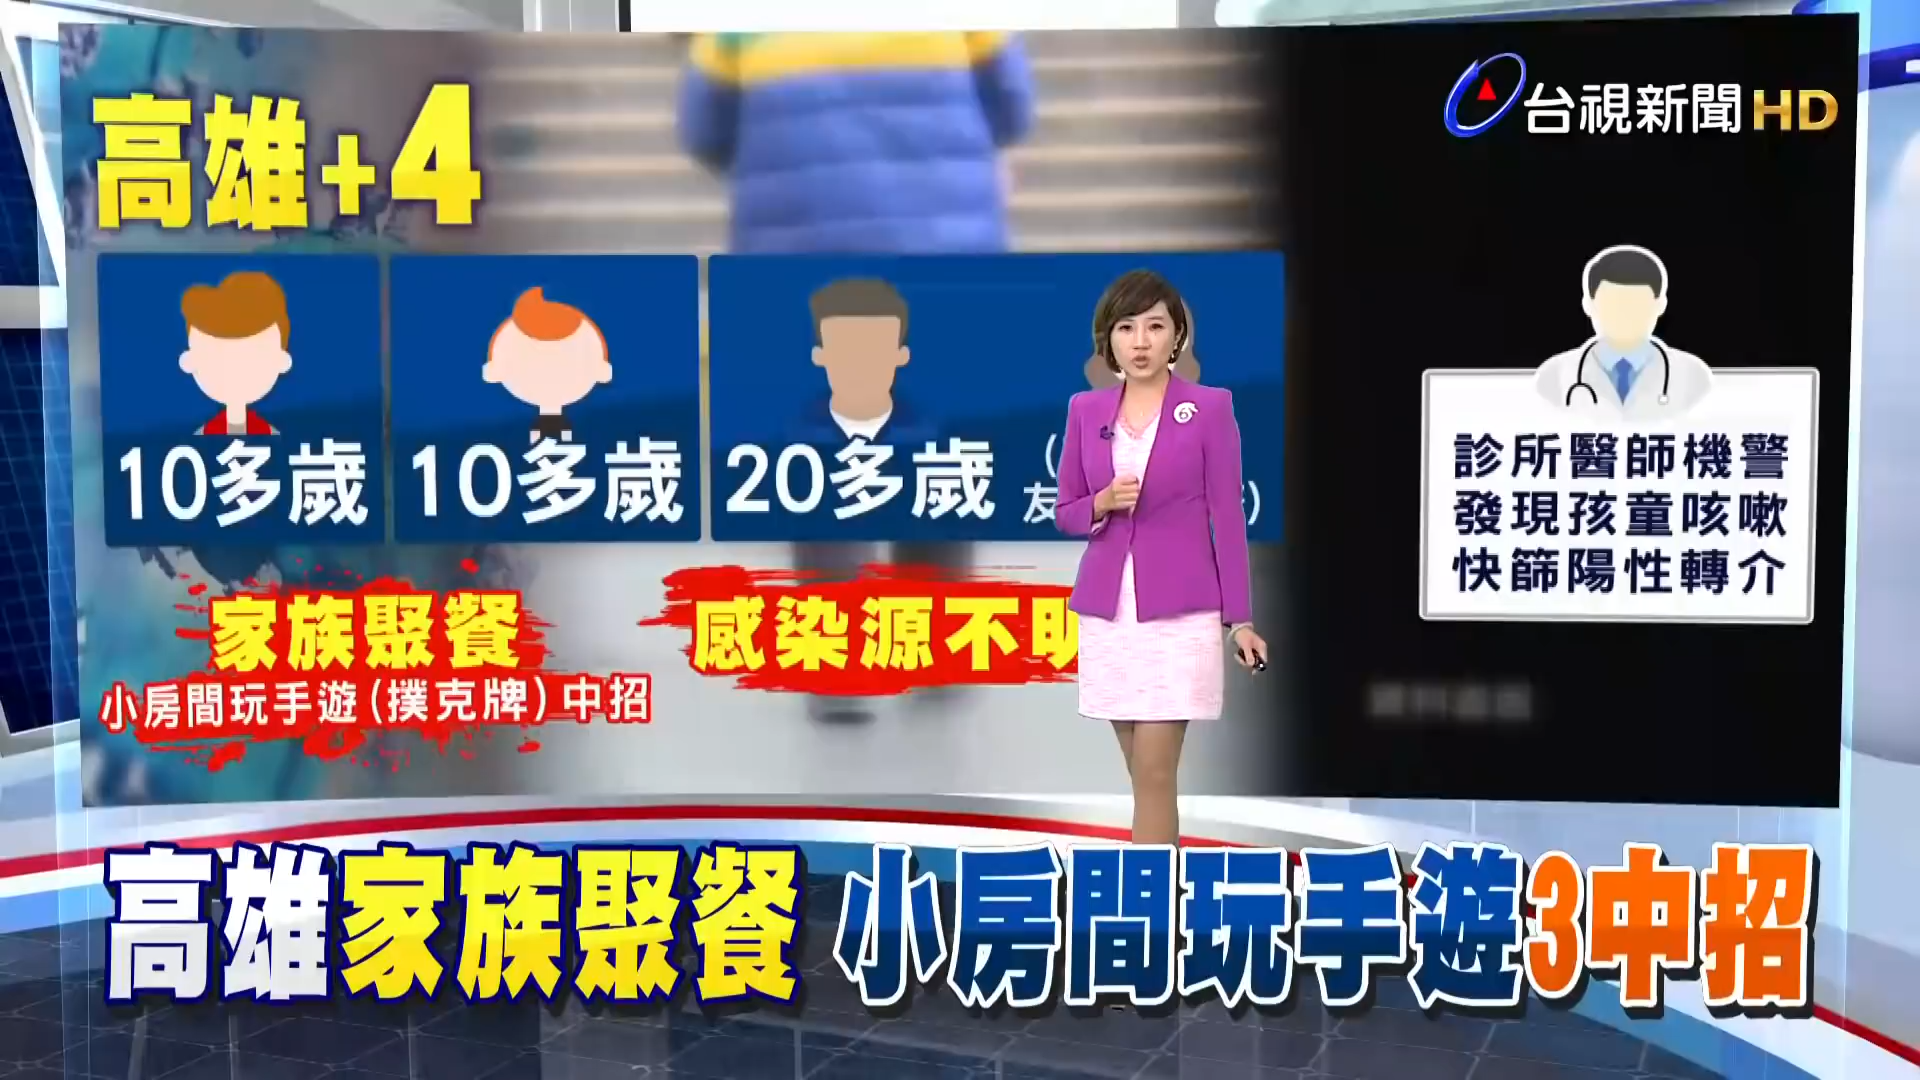 高雄+4
台視新聞HD
10多歲
10多歲
20多歲
友
家族聚餐
小房間玩手遊(撲克牌)中招
感染源不明
診所醫師機警
發現孩童咳嗽
快篩陽性轉介
高雄家族聚餐 小房間玩手遊3中招